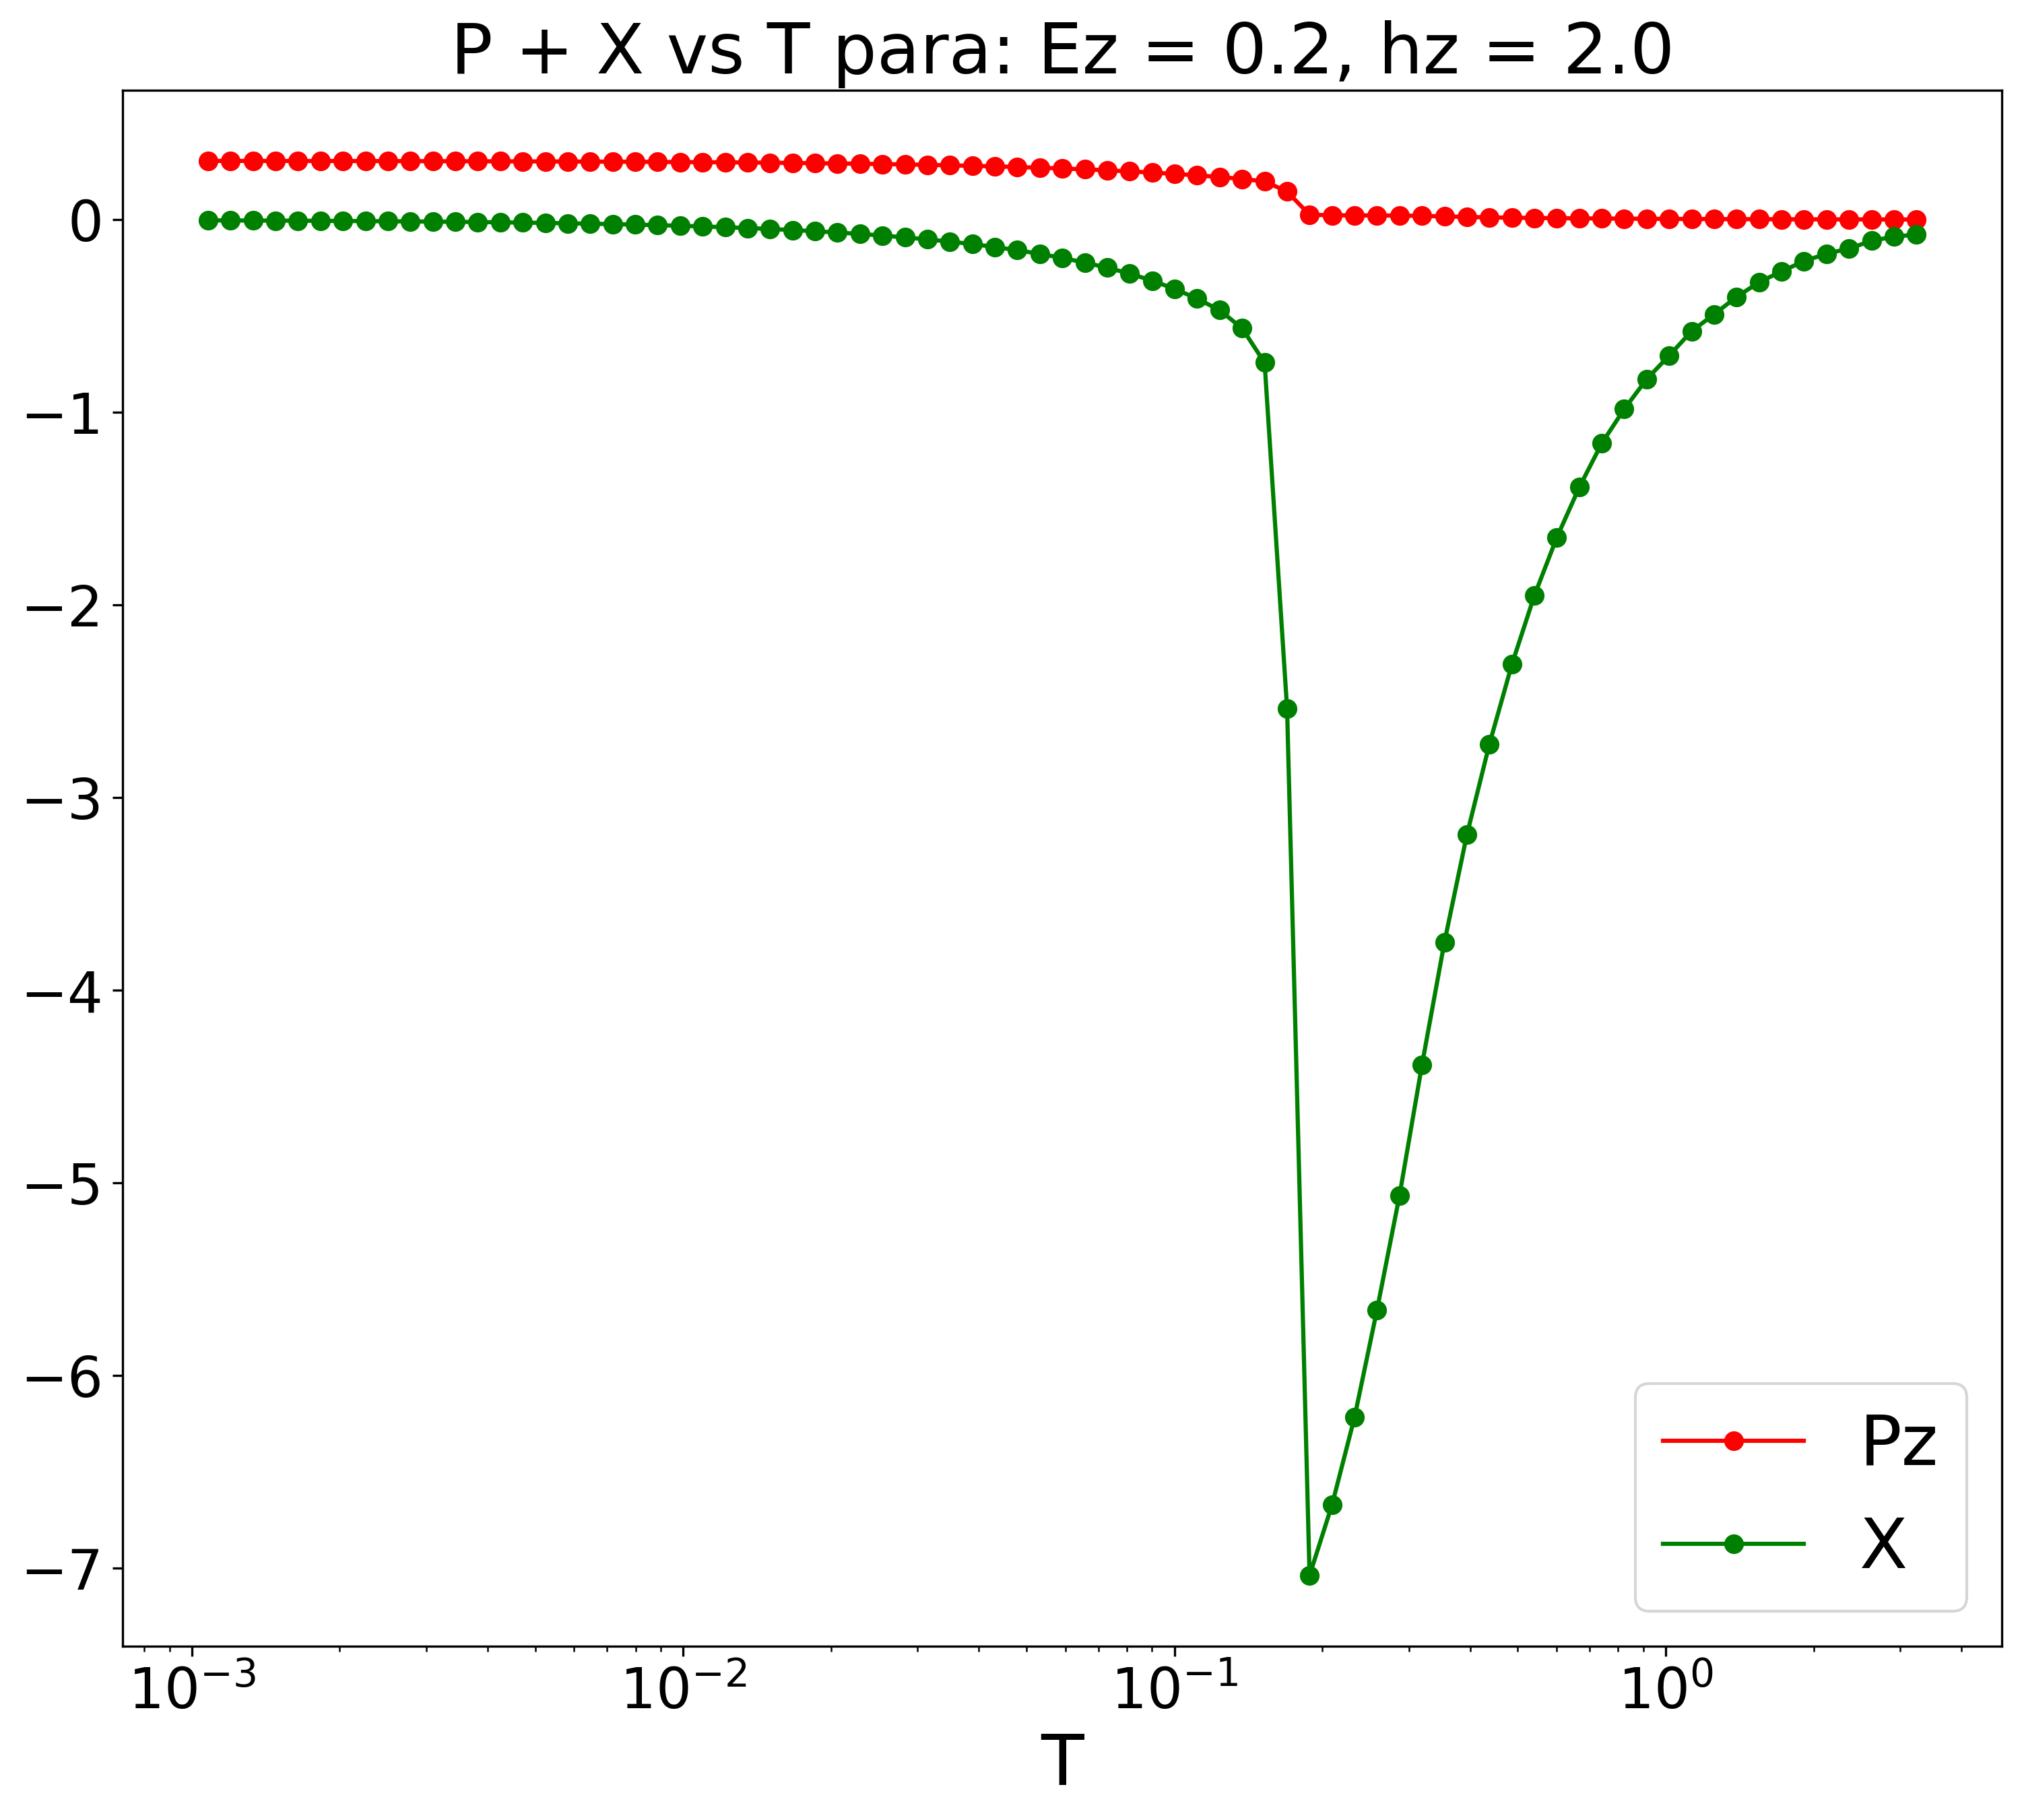 P + X vs T para: Ez = 0.2, hz = 2.0
0
−1
−2
−3
−4
−5
−6
−7
Pz
X
10⁻³ 10⁻² 10⁻¹ 10⁰
T